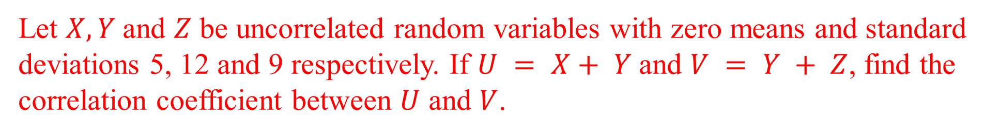 Let X, Y and Z be uncorrelated random variables with zero means and standard
deviations 5, 12 and 9 respectively. If U = X + Y and V = Y + Z, find the
correlation coefficient between U and V.